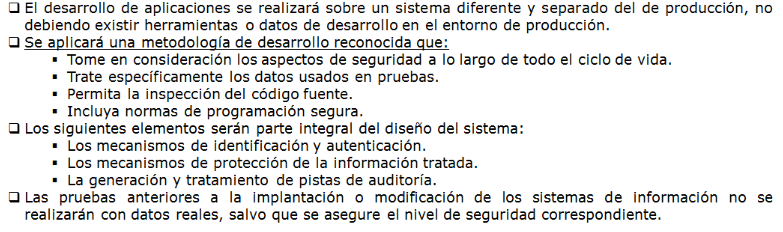 ❑ El desarrollo de aplicaciones se realizará sobre un sistema diferente y separado del de producción, no
debiendo existir herramientas o datos de desarrollo en el entorno de producción.
❑ Se aplicará una metodología de desarrollo reconocida que:
▪ Tome en consideración los aspectos de seguridad a lo largo de todo el ciclo de vida.
▪ Trate específicamente los datos usados en pruebas.
▪ Permita la inspección del código fuente.
▪ Incluya normas de programación segura.
❑ Los siguientes elementos serán parte integral del diseño del sistema:
▪ Los mecanismos de identificación y autenticación.
▪ Los mecanismos de protección de la información tratada.
▪ La generación y tratamiento de pistas de auditoría.
❑ Las pruebas anteriores a la implantación o modificación de los sistemas de información no se
realizarán con datos reales, salvo que se asegure el nivel de seguridad correspondiente.